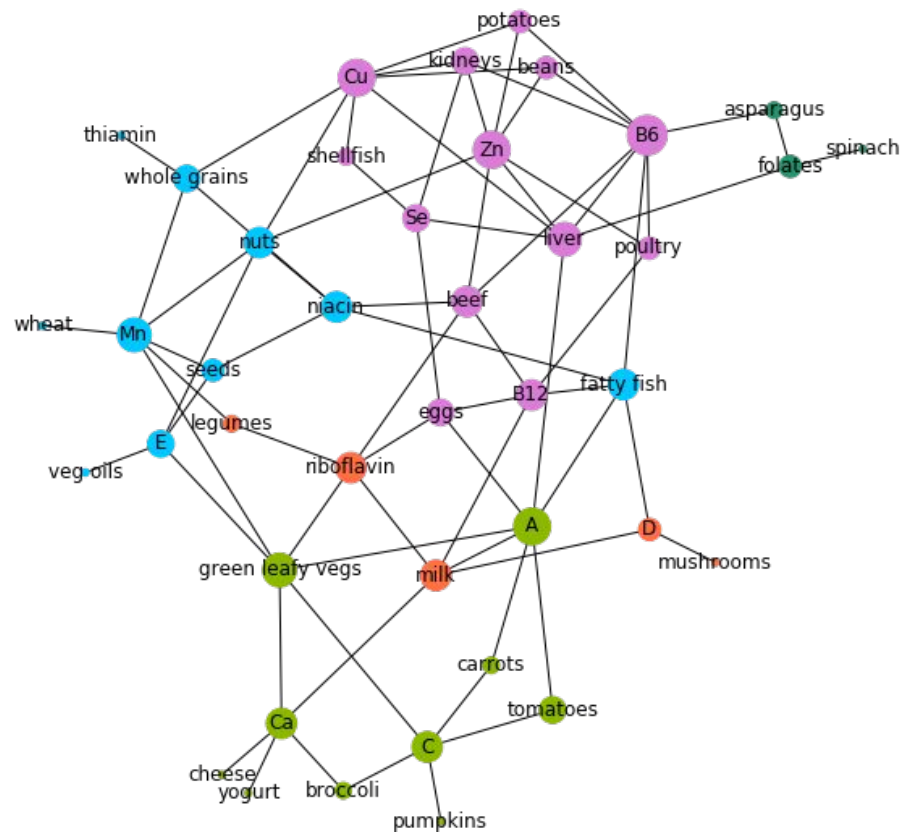 potatoes
kidneys
beans
Cu
asparagus
thiamin
B6
spinach
shellfish
Zn
folates
whole grains
Se
nuts
liver
poultry
niacin
beef
wheat
Mn
seeds
fatty fish
B12
eggs
legumes
E
veg oils
riboflavin
A
D
mushrooms
green leafy vegs
milk
carrots
tomatoes
Ca
C
cheese
yogurt
broccoli
pumpkins